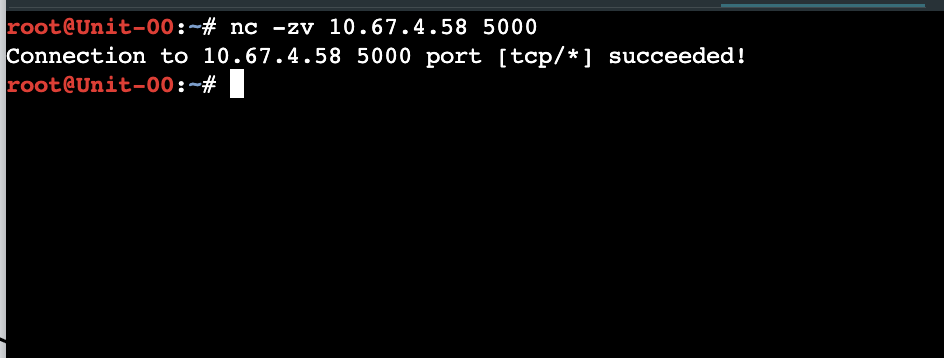 root@Unit-00:~# nc -zv 10.67.4.58 5000
Connection to 10.67.4.58 5000 port [tcp/*] succeeded!
root@Unit-00:~#